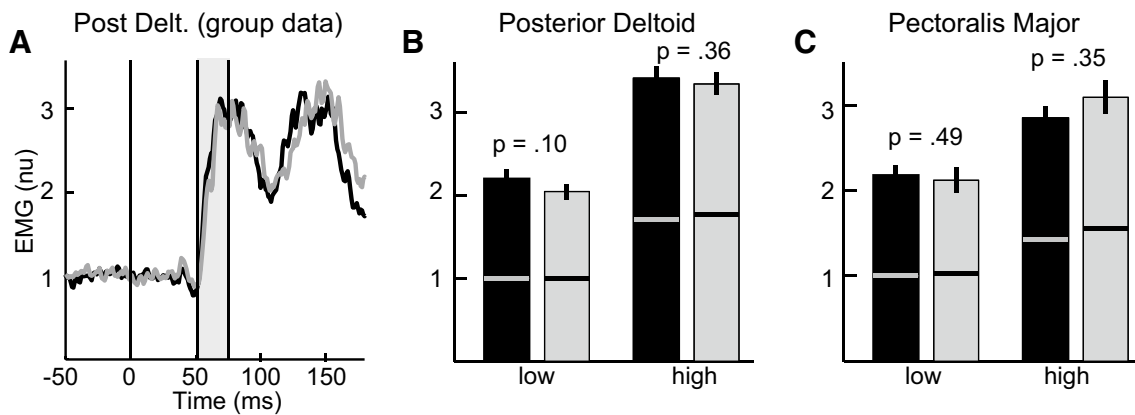 A
Post Delt. (group data)
EMG (nu)
3
2
1
-50 0 50 100 150
Time (ms)
B
Posterior Deltoid
p = .10
p = .36
3
2
1
low high
C
Pectoralis Major
p = .49
p = .35
3
2
1
low high